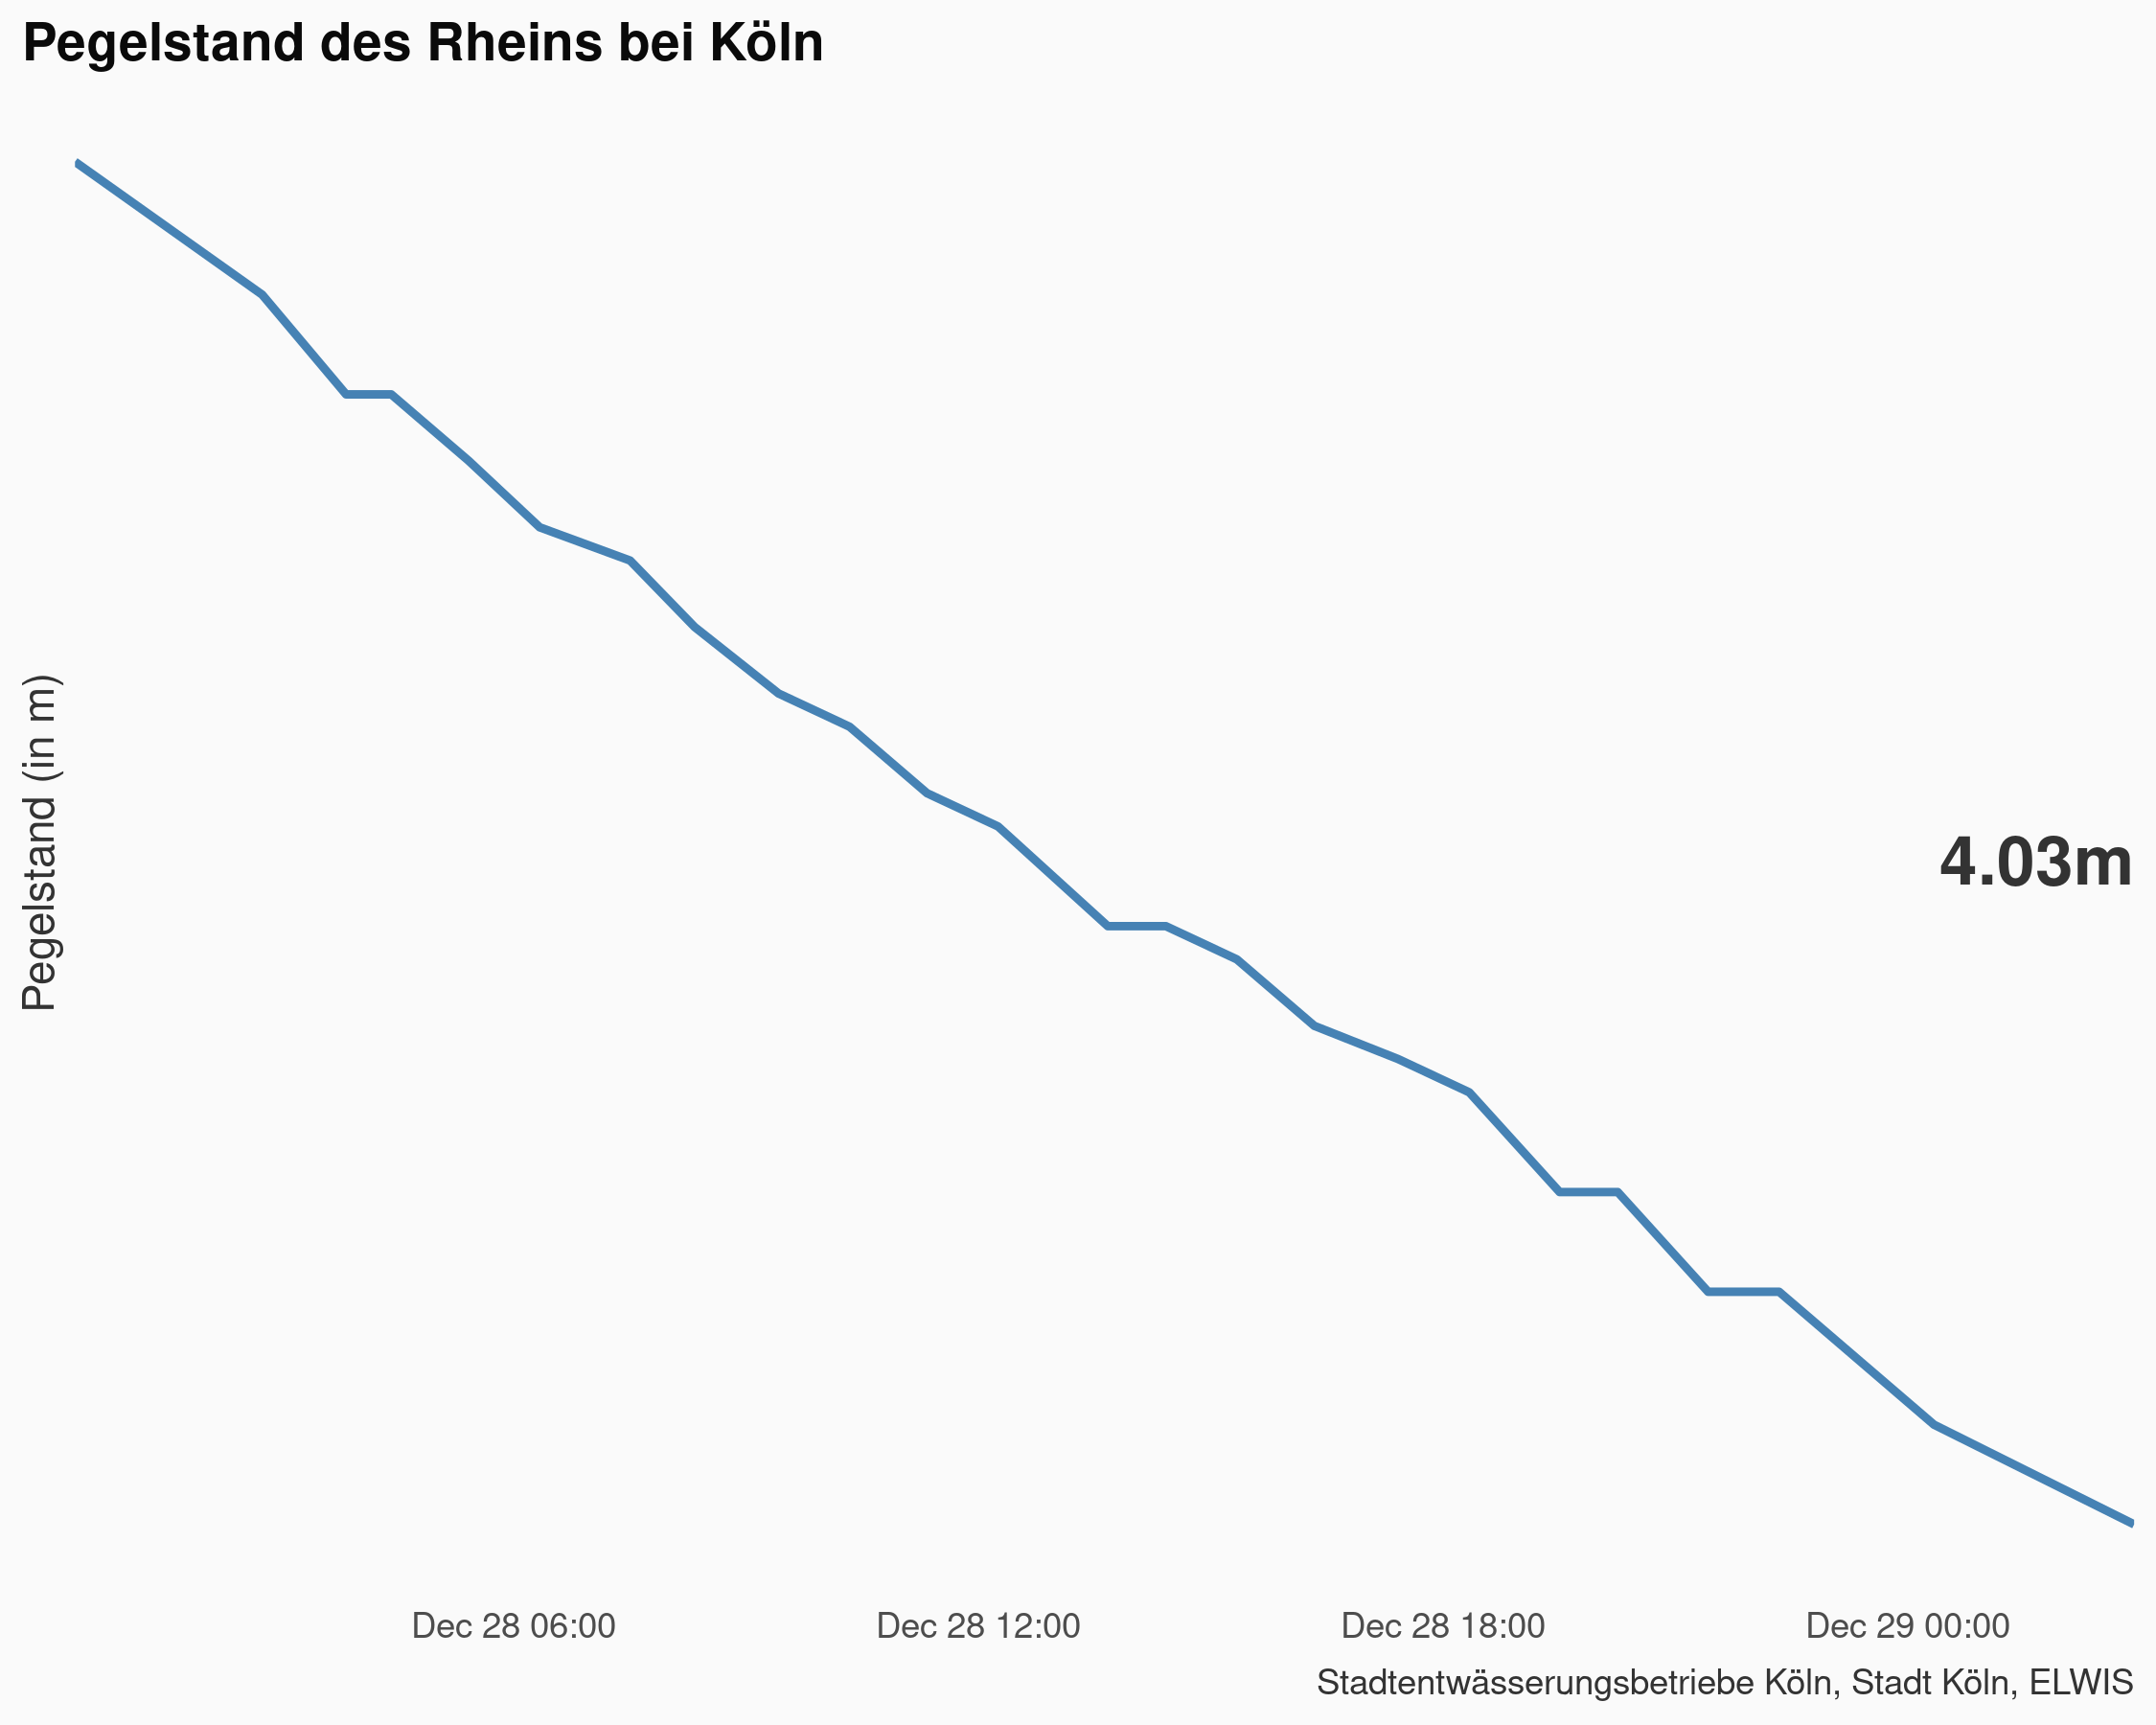 Pegelstand des Rheins bei Köln
Pegelstand (in m)
4.03m
Dec 28 06:00
Dec 28 12:00
Dec 28 18:00
Dec 29 00:00
Stadtentwässerungsbetriebe Köln, Stadt Köln, ELWIS